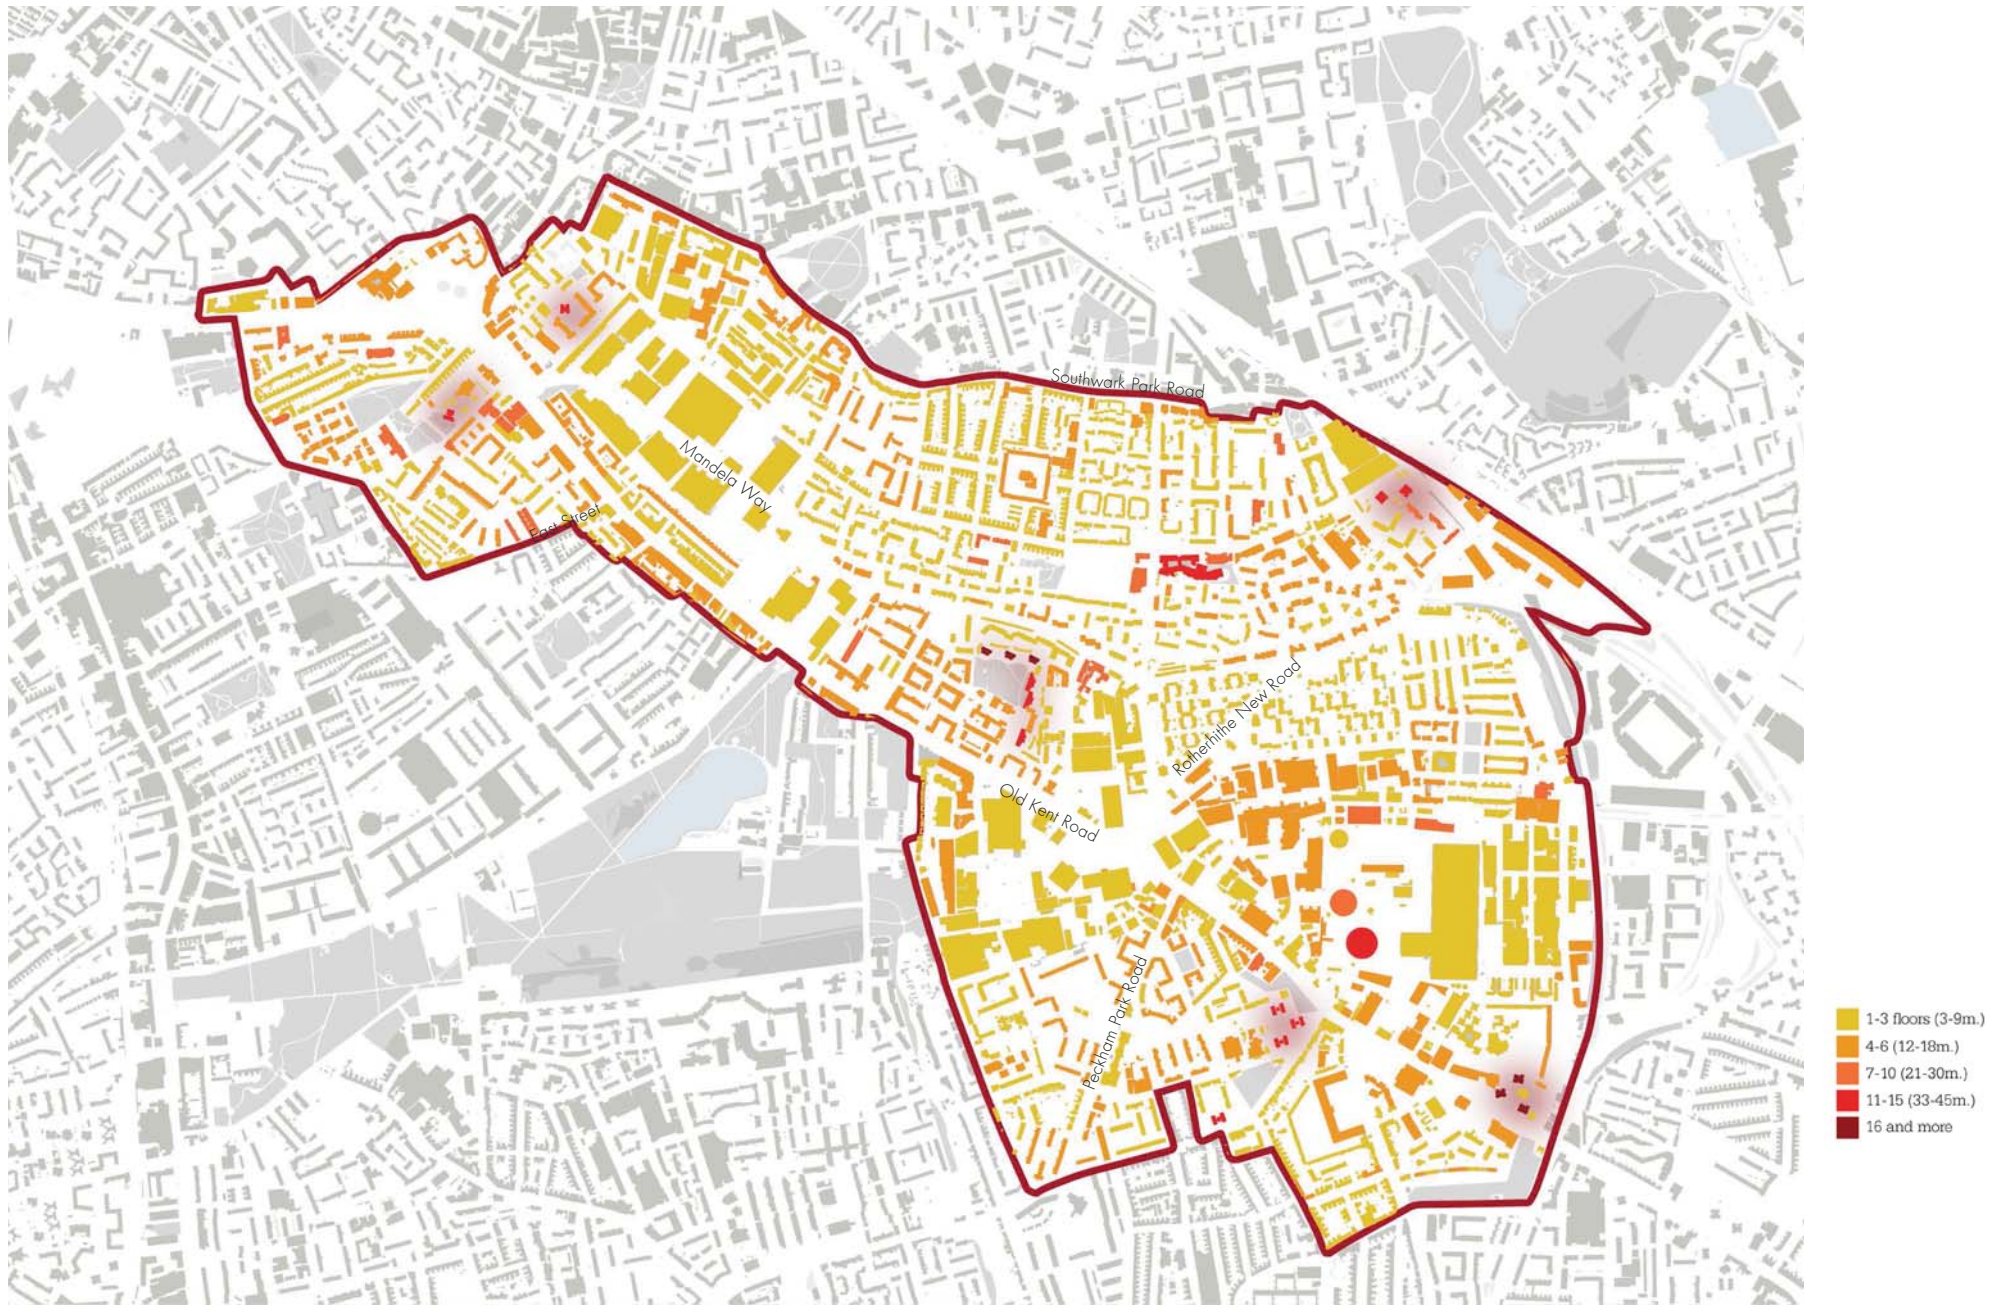 Southwark Park Road
Mandela Way
East Street
Rotherhithe New Road
Old Kent Road
Peckham Park Road
1-3 floors (3-9m.)
4-6 (12-18m.)
7-10 (21-30m.)
11-15 (33-45m.)
16 and more